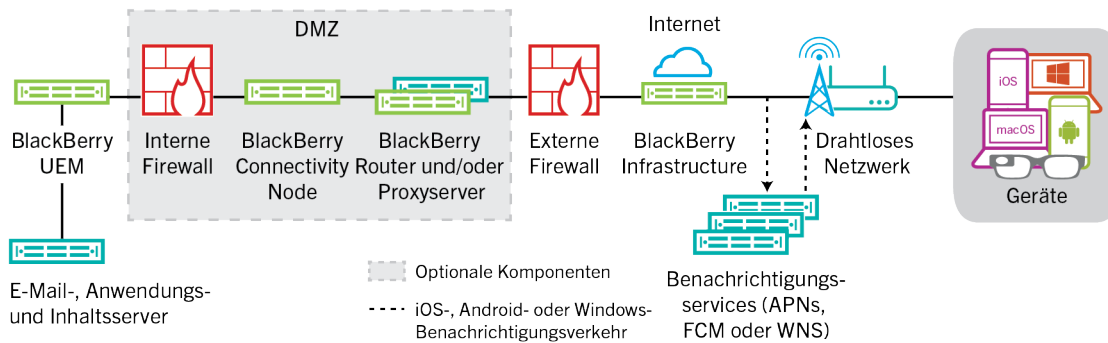 DMZ
Internet
BlackBerry
UEM
Interne
Firewall
BlackBerry
Connectivity
Node
BlackBerry
Router und/oder
Proxyserver
Externe
Firewall
BlackBerry
Infrastructure
Drahtloses
Netzwerk
iOS
macOS
Geräte
E-Mail-, Anwendungs-
und Inhaltsserver
Optionale Komponenten
iOS-, Android- oder Windows-
Benachrichtigungsverkehr
Benachrichtigungs-
services (APNs,
FCM oder WNS)